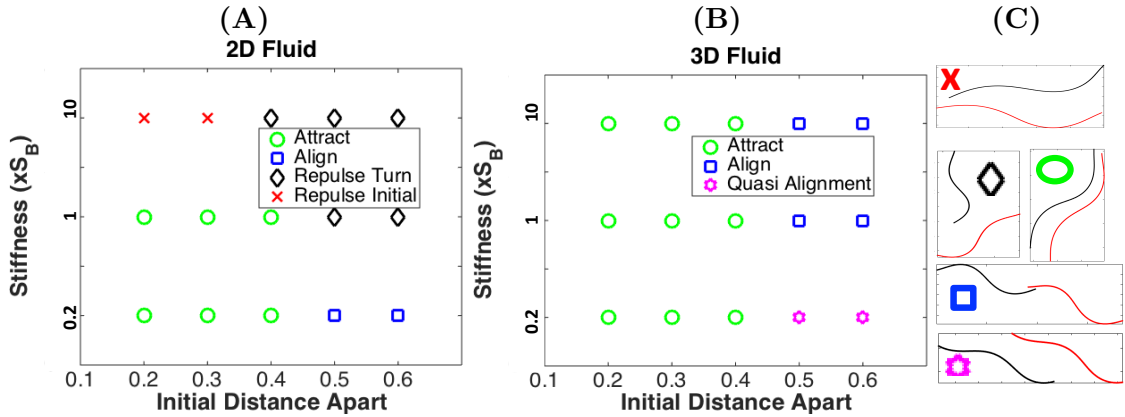 (A)
2D Fluid
Stiffness (xS_B)
10
1
0.2
Attract
Align
Repulse Turn
Repulse Initial
0.1 0.2 0.3 0.4 0.5 0.6
Initial Distance Apart
(B)
3D Fluid
Stiffness (xS_B)
10
1
0.2
Attract
Align
Quasi Alignment
0.1 0.2 0.3 0.4 0.5 0.6
Initial Distance Apart
(C)